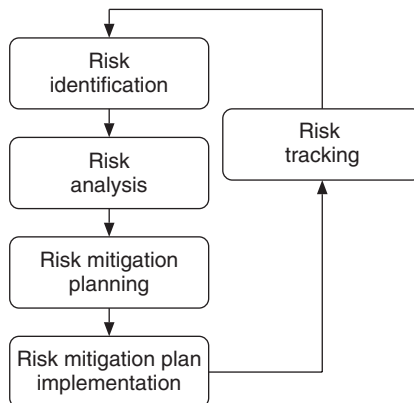 Risk
identification
Risk
analysis
Risk mitigation
planning
Risk mitigation plan
implementation
Risk
tracking